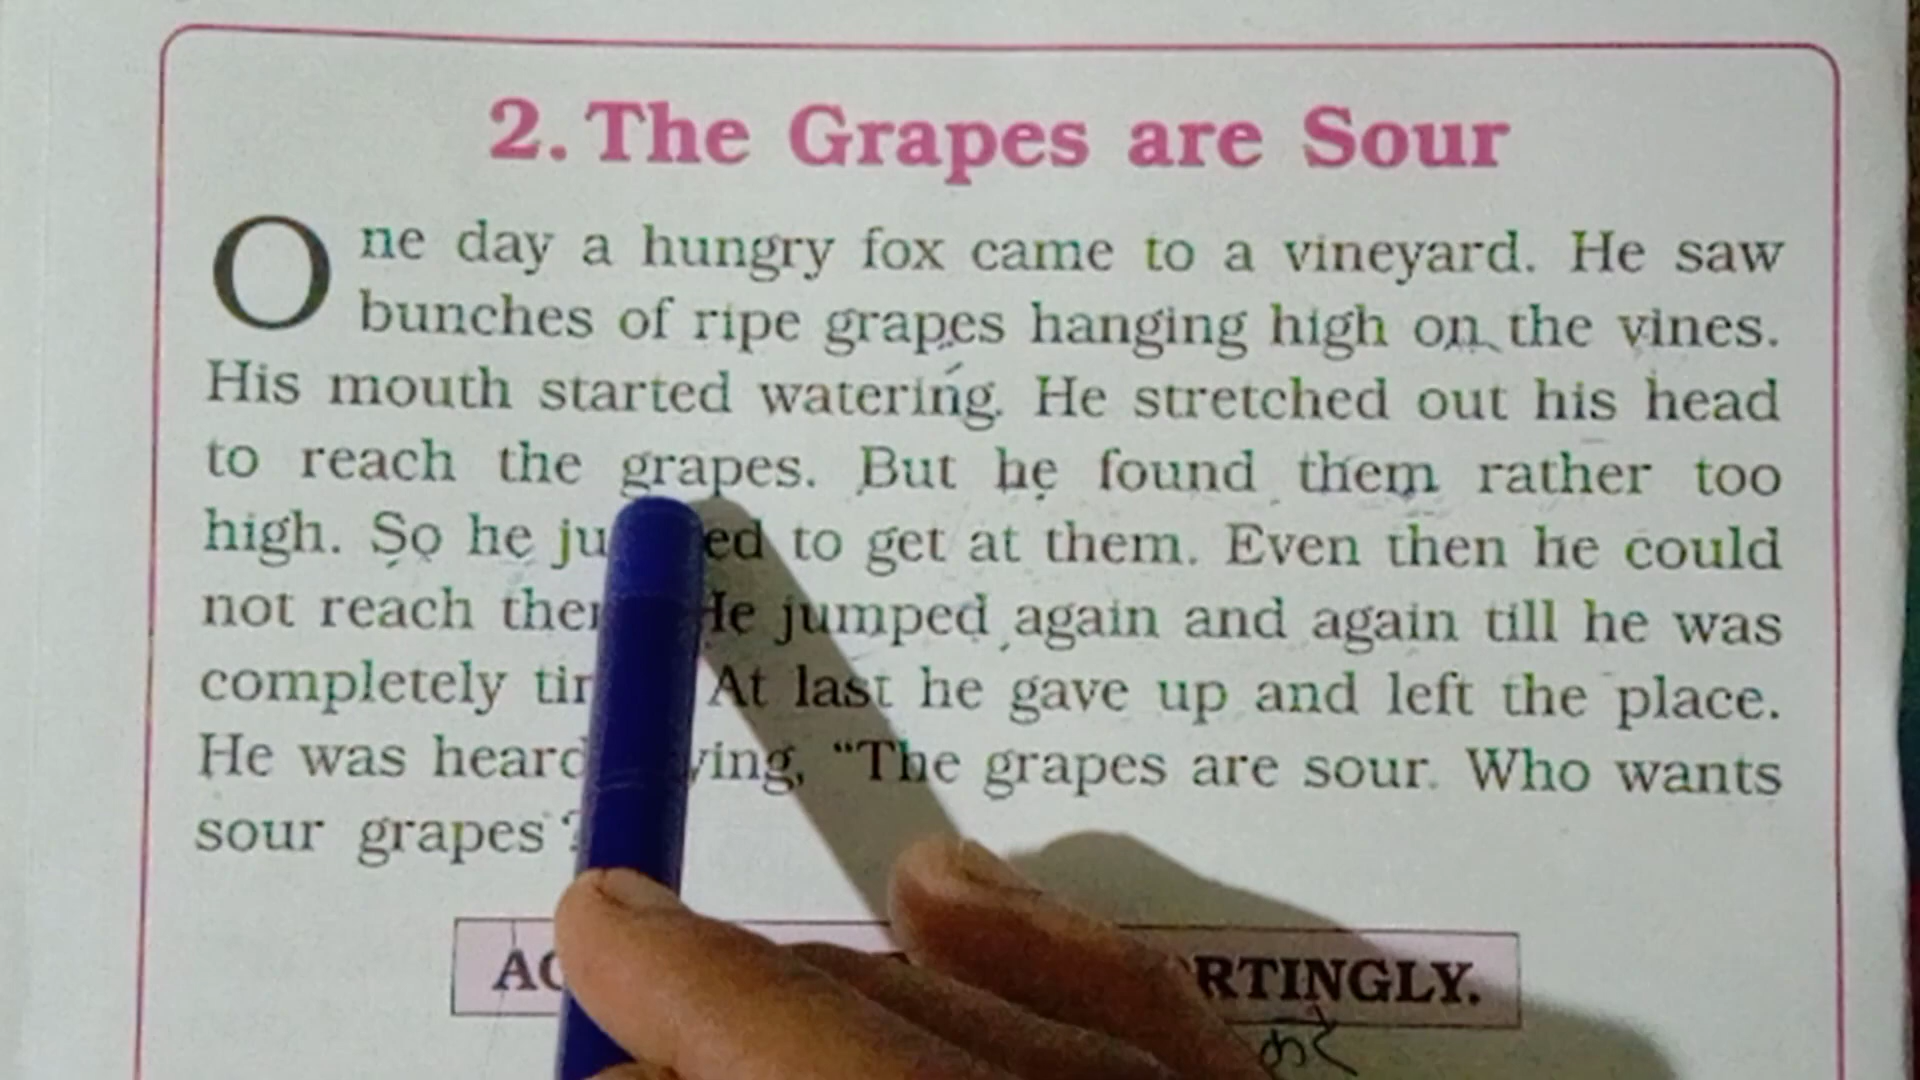 2. The Grapes are Sour
One day a hungry fox came to a vineyard. He saw
bunches of ripe grapes hanging high on the vines.
His mouth started watering. He stretched out his head
to reach the grapes. But he found them rather too
high. So he ju ed to get at them. Even then he could
not reach the He jumped again and again till he was
completely ti At last he gave up and left the place.
He was heard ying, “The grapes are sour. Who wants
sour grapes ?
AC RTINGLY.